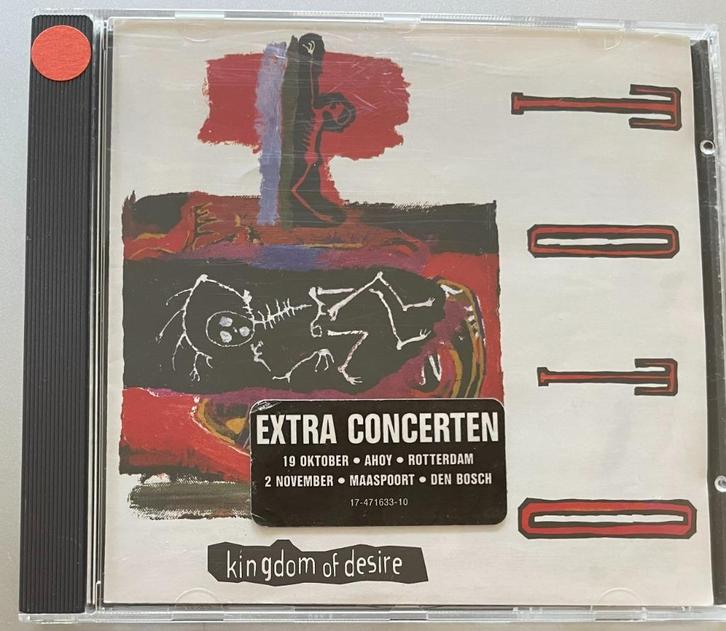 TOTO
EXTRA CONCERTEN
19 OKTOBER • AHOY • ROTTERDAM
2 NOVEMBER • MAASPOORT • DEN BOSCH
17-471633-10
kingdom of desire